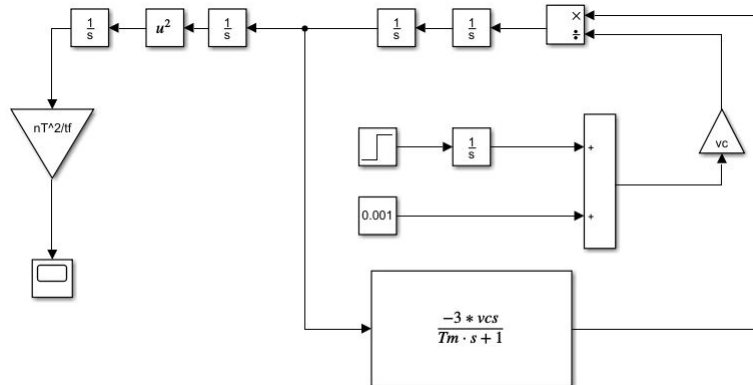 1/s
u²
1/s
1/s
1/s
×
÷
nT^2/tf
1/s
+
vc
0.001
+
−3 * vcs
Tm · s + 1